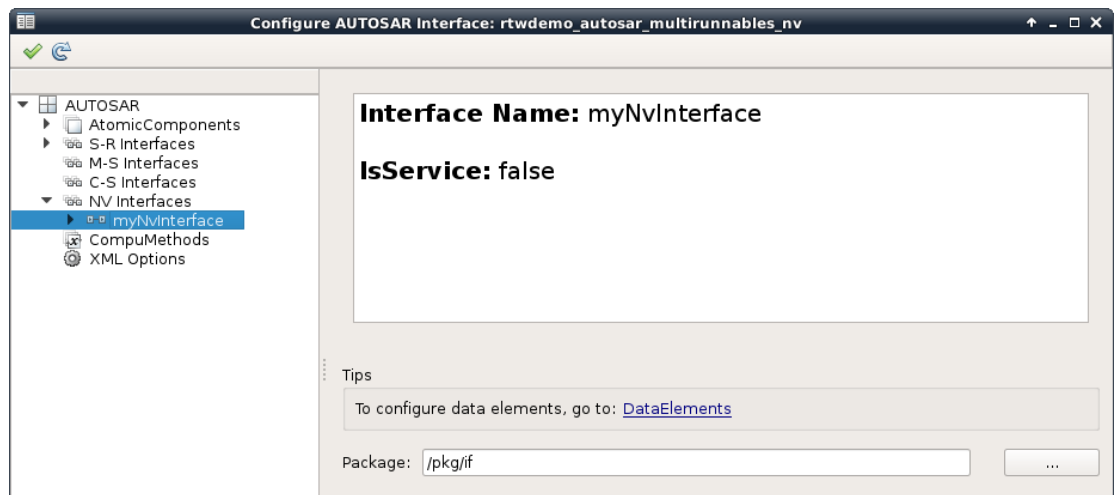 Configure AUTOSAR Interface: rtwdemo_autosar_multirunnables_nv
AUTOSAR
AtomicComponents
S-R Interfaces
M-S Interfaces
C-S Interfaces
NV Interfaces
myNvInterface
CompuMethods
XML Options
Interface Name: myNvInterface
IsService: false
Tips
To configure data elements, go to: DataElements
Package: /pkg/if
...